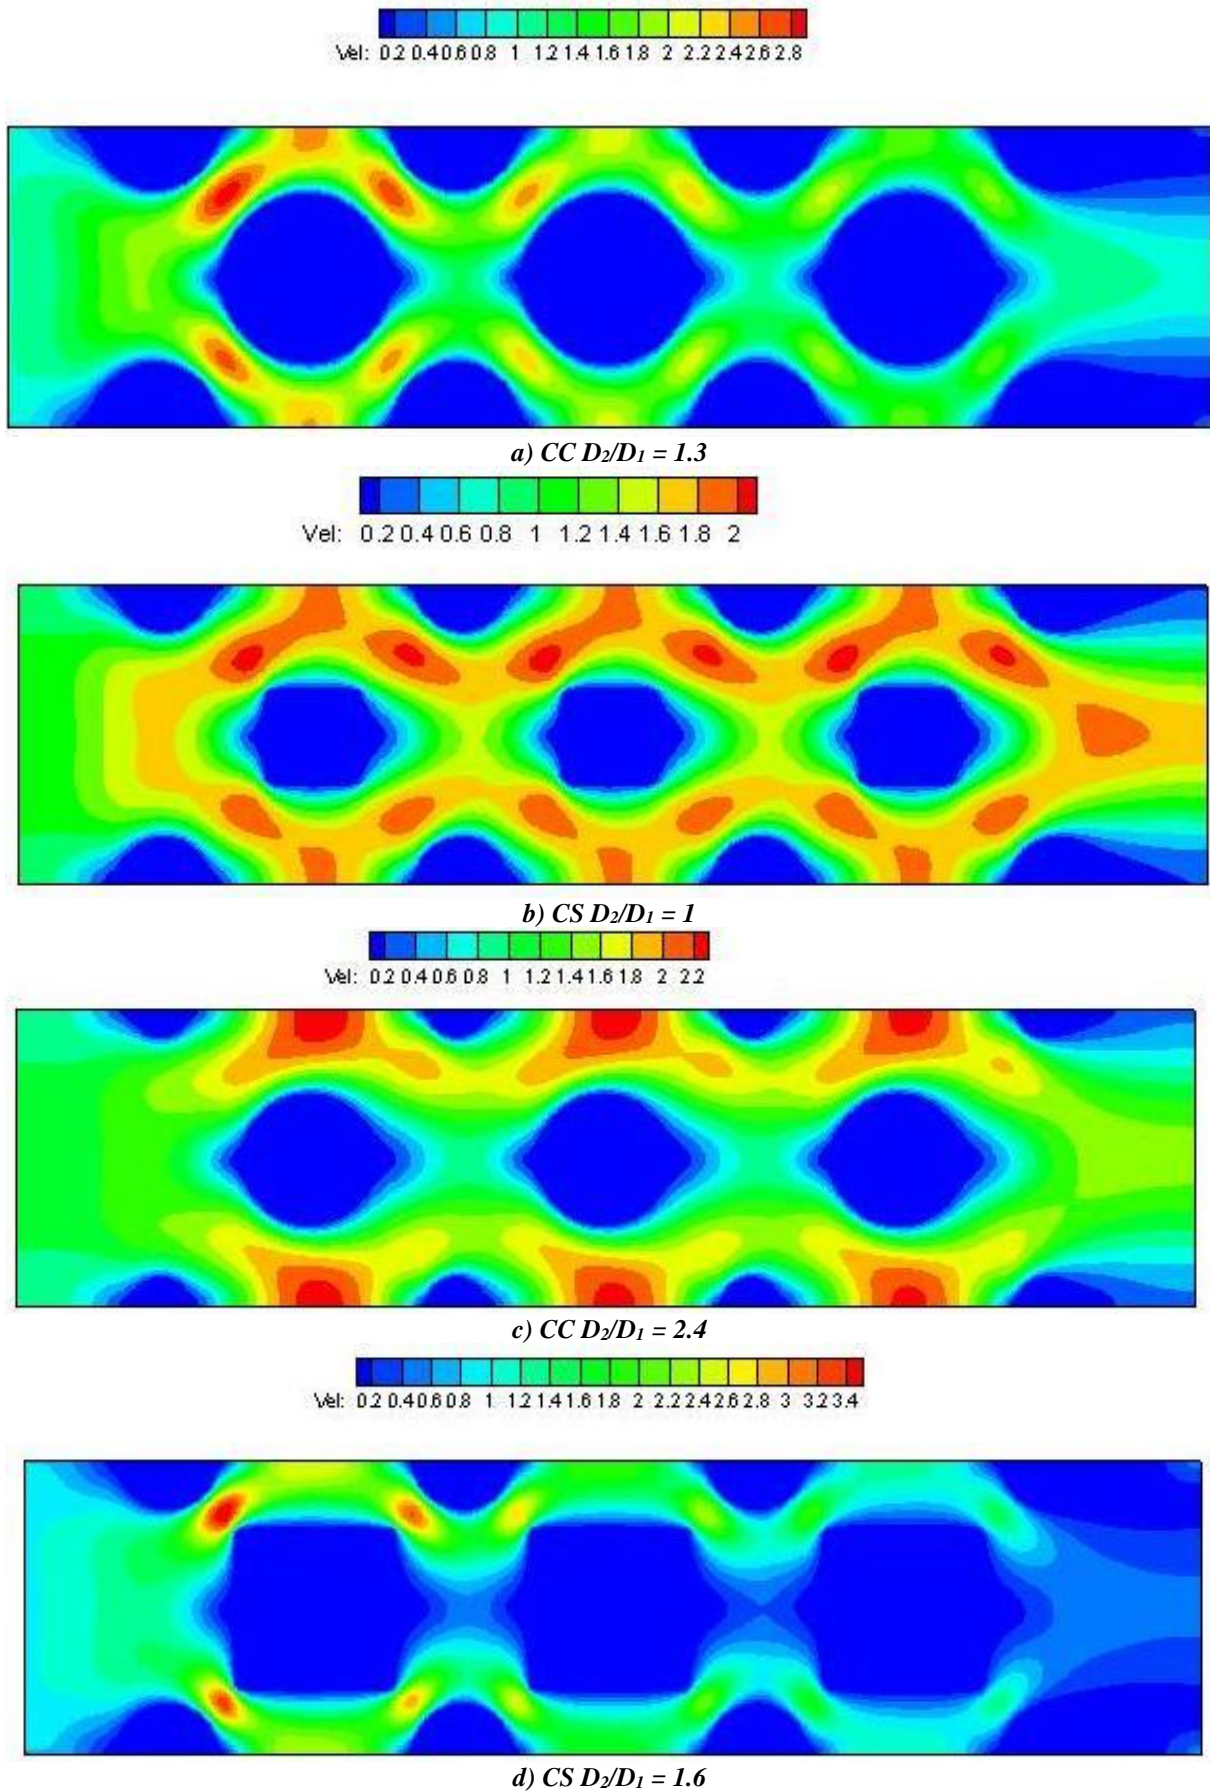 Vel: 0.2 0.4 0.6 0.8 1 1.2 1.4 1.6 1.8 2 2.2 2.4 2.6 2.8
a) CC D₂/D₁ = 1.3
Vel: 0.2 0.4 0.6 0.8 1 1.2 1.4 1.6 1.8 2
b) CS D₂/D₁ = 1
Vel: 0.2 0.4 0.6 0.8 1 1.2 1.4 1.6 1.8 2 2.2
c) CC D₂/D₁ = 2.4
Vel: 0.2 0.4 0.6 0.8 1 1.2 1.4 1.6 1.8 2 2.2 2.4 2.6 2.8 3 3.2 3.4
d) CS D₂/D₁ = 1.6